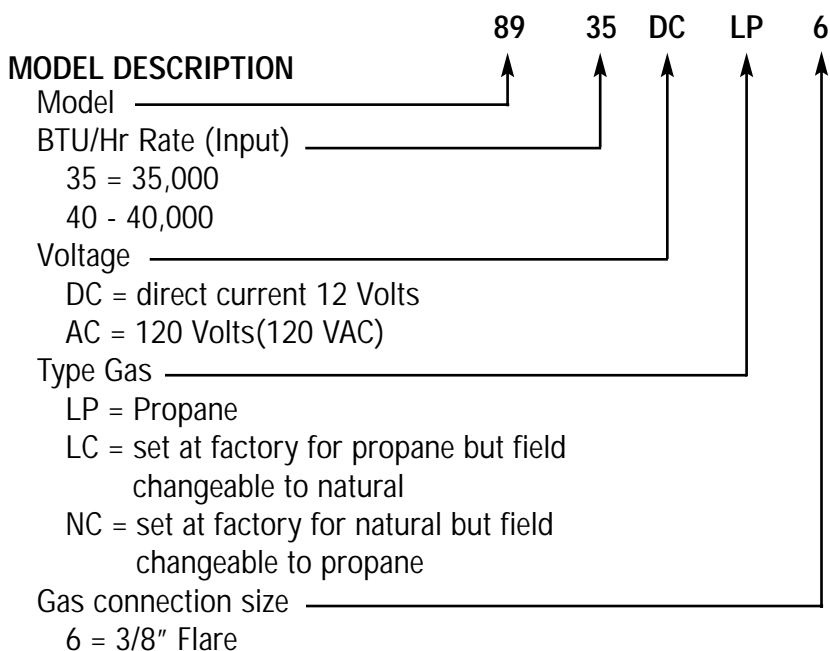 89 35 DC LP 6
MODEL DESCRIPTION
Model
BTU/Hr Rate (Input)
35 = 35,000
40 - 40,000
Voltage
DC = direct current 12 Volts
AC = 120 Volts(120 VAC)
Type Gas
LP = Propane
LC = set at factory for propane but field
changeable to natural
NC = set at factory for natural but field
changeable to propane
Gas connection size
6 = 3/8″ Flare